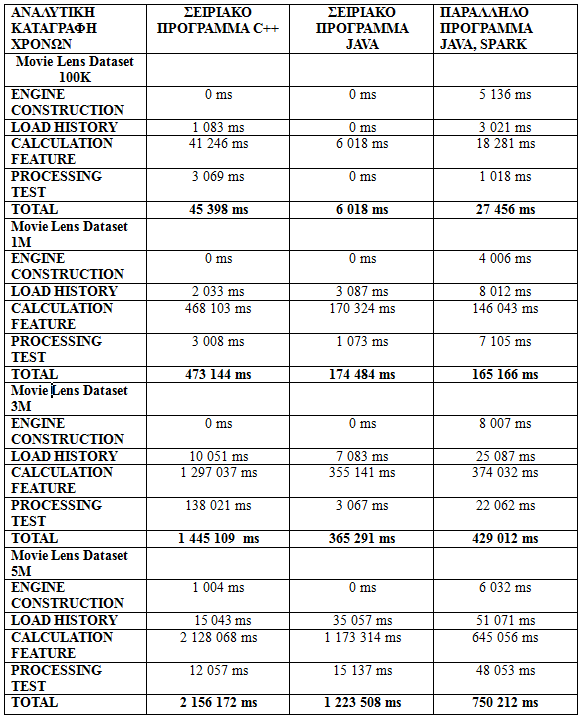 ΑΝΑΛΥΤΙΚΗ ΚΑΤΑΓΡΑΦΗ ΧΡΟΝΩΝ ΣΕΙΡΙΑΚΟ ΠΡΟΓΡΑΜΜΑ C++ ΣΕΙΡΙΑΚΟ ΠΡΟΓΡΑΜΜΑ JAVA ΠΑΡΑΛΛΗΛΟ ΠΡΟΓΡΑΜΜΑ JAVA, SPARK
Movie Lens Dataset 100K
ENGINE CONSTRUCTION 0 ms 0 ms 5 136 ms
LOAD HISTORY 1 083 ms 0 ms 3 021 ms
CALCULATION FEATURE 41 246 ms 6 018 ms 18 281 ms
PROCESSING TEST 3 069 ms 0 ms 1 018 ms
TOTAL 45 398 ms 6 018 ms 27 456 ms
Movie Lens Dataset 1M
ENGINE CONSTRUCTION 0 ms 0 ms 4 006 ms
LOAD HISTORY 2 033 ms 3 087 ms 8 012 ms
CALCULATION FEATURE 468 103 ms 170 324 ms 146 043 ms
PROCESSING TEST 3 008 ms 1 073 ms 7 105 ms
TOTAL 473 144 ms 174 484 ms 165 166 ms
Movie Lens Dataset 3M
ENGINE CONSTRUCTION 0 ms 0 ms 8 007 ms
LOAD HISTORY 10 051 ms 7 083 ms 25 087 ms
CALCULATION FEATURE 1 297 037 ms 355 141 ms 374 032 ms
PROCESSING TEST 138 021 ms 3 067 ms 22 062 ms
TOTAL 1 445 109 ms 365 291 ms 429 012 ms
Movie Lens Dataset 5M
ENGINE CONSTRUCTION 1 004 ms 0 ms 6 032 ms
LOAD HISTORY 15 043 ms 35 057 ms 51 071 ms
CALCULATION FEATURE 2 128 068 ms 1 173 314 ms 645 056 ms
PROCESSING TEST 12 057 ms 15 137 ms 48 053 ms
TOTAL 2 156 172 ms 1 223 508 ms 750 212 ms